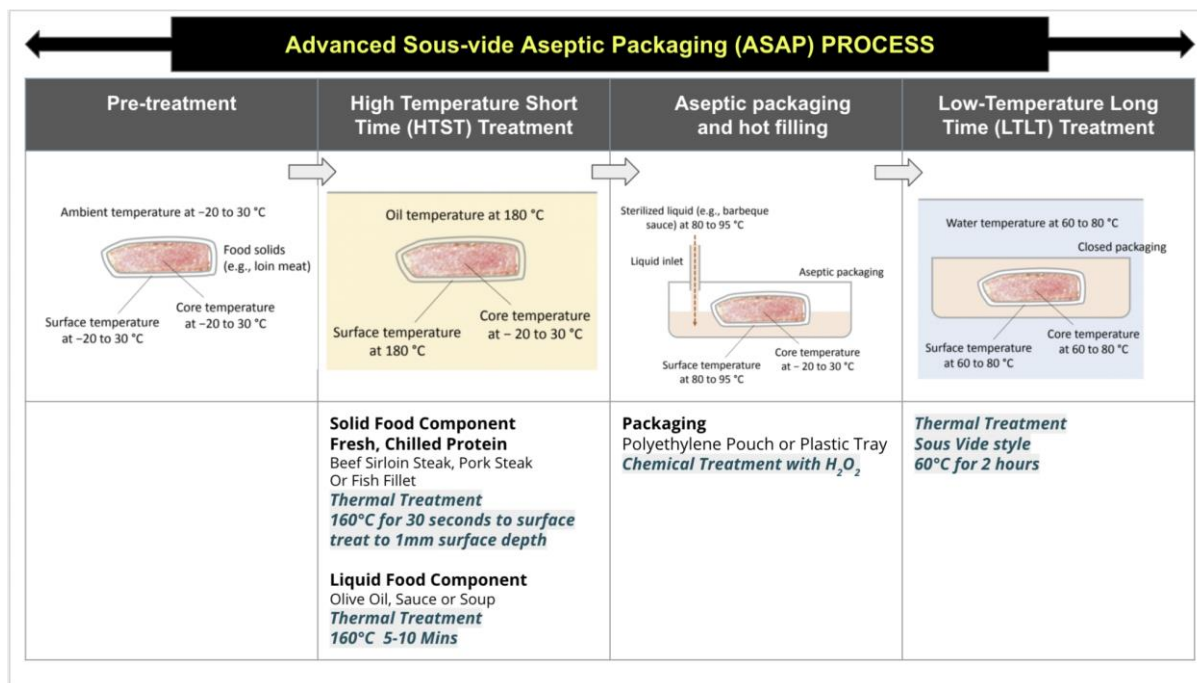 Advanced Sous-vide Aseptic Packaging (ASAP) PROCESS
Pre-treatment
High Temperature Short
Time (HTST) Treatment
Aseptic packaging
and hot filling
Low-Temperature Long
Time (LTLT) Treatment
Ambient temperature at −20 to 30 °C
Food solids
(e.g., loin meat)
Core temperature
at −20 to 30 °C
Surface temperature
at −20 to 30 °C
Oil temperature at 180 °C
Core temperature
at − 20 to 30 °C
Surface temperature
at 180 °C
Sterilized liquid (e.g., barbeque
sauce) at 80 to 95 °C
Liquid inlet
Aseptic packaging
Core temperature
at − 20 to 30 °C
Surface temperature
at 80 to 95 °C
Water temperature at 60 to 80 °C
Closed packaging
Core temperature
at 60 to 80 °C
Surface temperature
at 60 to 80 °C
Solid Food Component
Fresh, Chilled Protein
Beef Sirloin Steak, Pork Steak
Or Fish Fillet
Thermal Treatment
160°C for 30 seconds to surface
treat to 1mm surface depth
Liquid Food Component
Olive Oil, Sauce or Soup
Thermal Treatment
160°C 5-10 Mins
Packaging
Polyethylene Pouch or Plastic Tray
Chemical Treatment with H₂O₂
Thermal Treatment
Sous Vide style
60°C for 2 hours